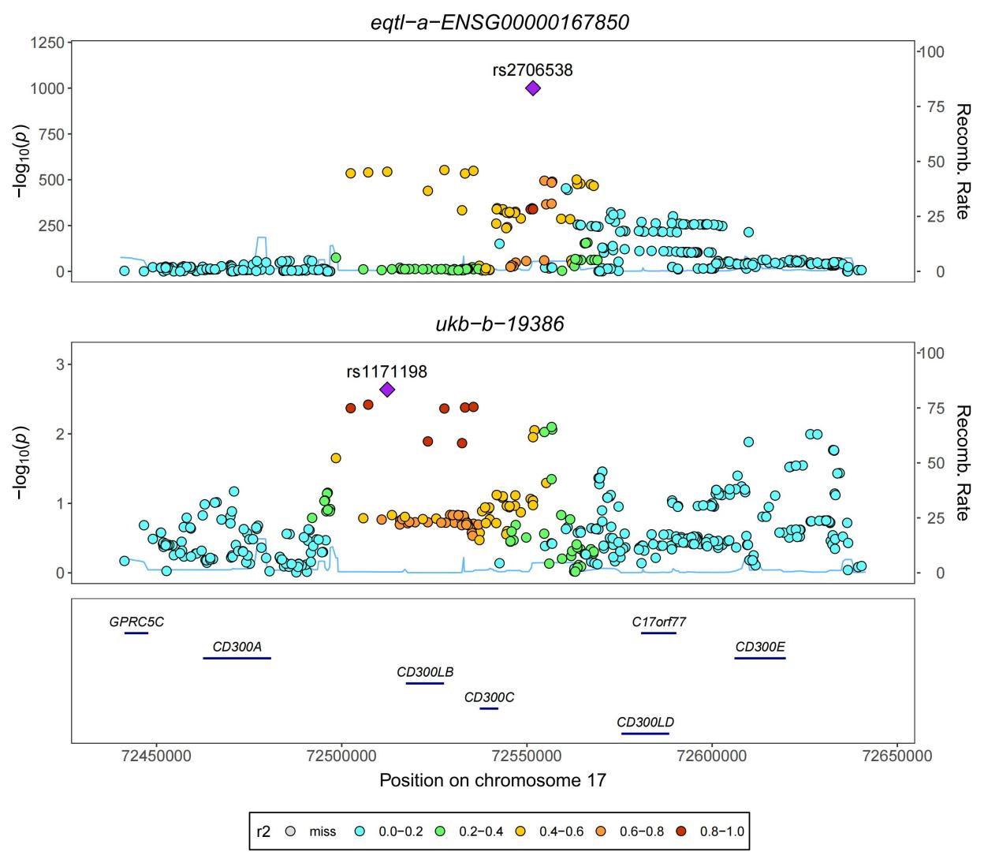 eqtl−a−ENSG00000167850
rs2706538
1250
1000
750
500
250
0
−log10(p)
100
75
50
25
0
Recomb. Rate
ukb−b−19386
rs1171198
3
2
1
0
−log10(p)
100
75
50
25
0
Recomb. Rate
GPRC5C
C17orf77
CD300A
CD300E
CD300LB
CD300C
CD300LD
72450000 72500000 72550000 72600000 72650000
Position on chromosome 17
r2 miss 0.0−0.2 0.2−0.4 0.4−0.6 0.6−0.8 0.8−1.0